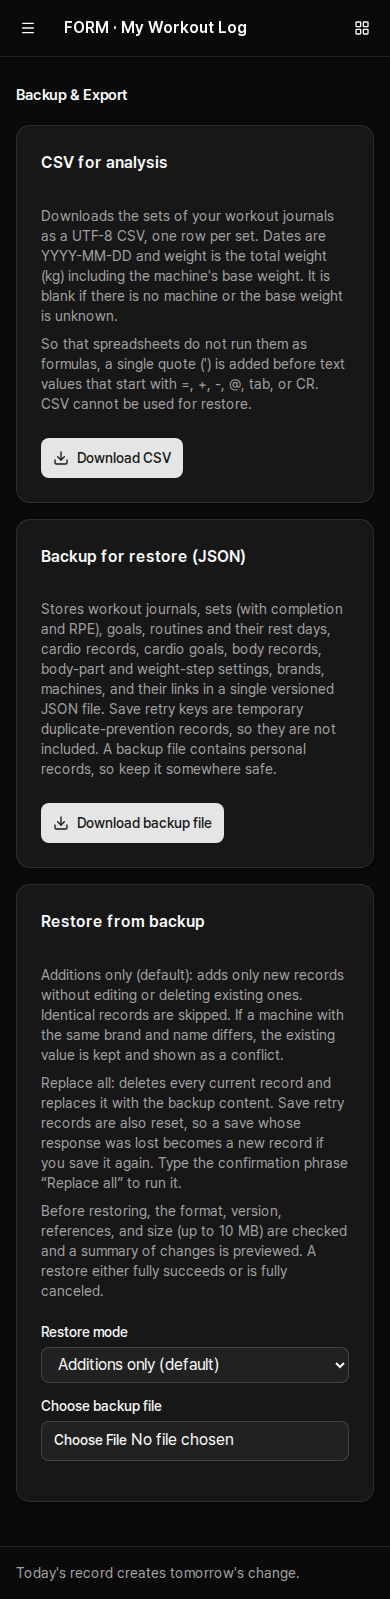 FORM · My Workout Log
Backup & Export
CSV for analysis
Downloads the sets of your workout journals
as a UTF-8 CSV, one row per set. Dates are
YYYY-MM-DD and weight is the total weight
(kg) including the machine's base weight. It is
blank if there is no machine or the base weight
is unknown.
So that spreadsheets do not run them as
formulas, a single quote (') is added before text
values that start with =, +, -, @, tab, or CR.
CSV cannot be used for restore.
Download CSV
Backup for restore (JSON)
Stores workout journals, sets (with completion
and RPE), goals, routines and their rest days,
cardio records, cardio goals, body records,
body-part and weight-step settings, brands,
machines, and their links in a single versioned
JSON file. Save retry keys are temporary
duplicate-prevention records, so they are not
included. A backup file contains personal
records, so keep it somewhere safe.
Download backup file
Restore from backup
Additions only (default): adds only new records
without editing or deleting existing ones.
Identical records are skipped. If a machine with
the same brand and name differs, the existing
value is kept and shown as a conflict.
Replace all: deletes every current record and
replaces it with the backup content. Save retry
records are also reset, so a save whose
response was lost becomes a new record if
you save it again. Type the confirmation phrase
“Replace all” to run it.
Before restoring, the format, version,
references, and size (up to 10 MB) are checked
and a summary of changes is previewed. A
restore either fully succeeds or is fully
canceled.
Restore mode
Additions only (default)
Choose backup file
Choose File No file chosen
Today's record creates tomorrow's change.